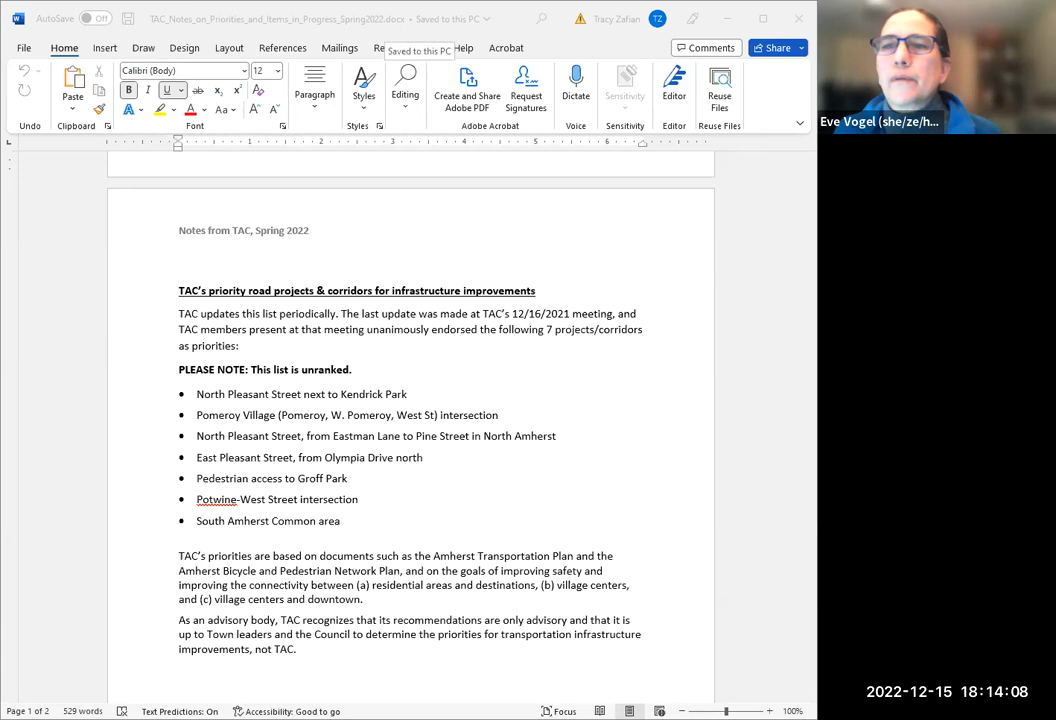 AutoSave Off TAC_Notes_on_Priorities_and_Items_in_Progress_Spring2022.docx • Saved to this PC Tracy Zafian TZ
File Home Insert Draw Design Layout References Mailings Re Saved to this PC Help Acrobat Comments Share
Calibri (Body) 12
Paste Paragraph Styles Editing Create and Share Adobe PDF Request Signatures Dictate Sensitivity Editor Reuse Files
Undo Clipboard Font Styles Adobe Acrobat Voice Sensitivity Editor Reuse Files
Eve Vogel (she/ze/h...
1 1 2 3 4 5 6
Notes from TAC, Spring 2022
TAC's priority road projects & corridors for infrastructure improvements
TAC updates this list periodically. The last update was made at TAC's 12/16/2021 meeting, and
TAC members present at that meeting unanimously endorsed the following 7 projects/corridors
as priorities:
PLEASE NOTE: This list is unranked.
• North Pleasant Street next to Kendrick Park
• Pomeroy Village (Pomeroy, W. Pomeroy, West St) intersection
• North Pleasant Street, from Eastman Lane to Pine Street in North Amherst
• East Pleasant Street, from Olympia Drive north
• Pedestrian access to Groff Park
• Potwine-West Street intersection
• South Amherst Common area
TAC's priorities are based on documents such as the Amherst Transportation Plan and the
Amherst Bicycle and Pedestrian Network Plan, and on the goals of improving safety and
improving the connectivity between (a) residential areas and destinations, (b) village centers,
and (c) village centers and downtown.
As an advisory body, TAC recognizes that its recommendations are only advisory and that it is
up to Town leaders and the Council to determine the priorities for transportation infrastructure
improvements, not TAC.
2022-12-15 18:14:08
Page 1 of 2 529 words Text Predictions: On Accessibility: Good to go Focus 100%